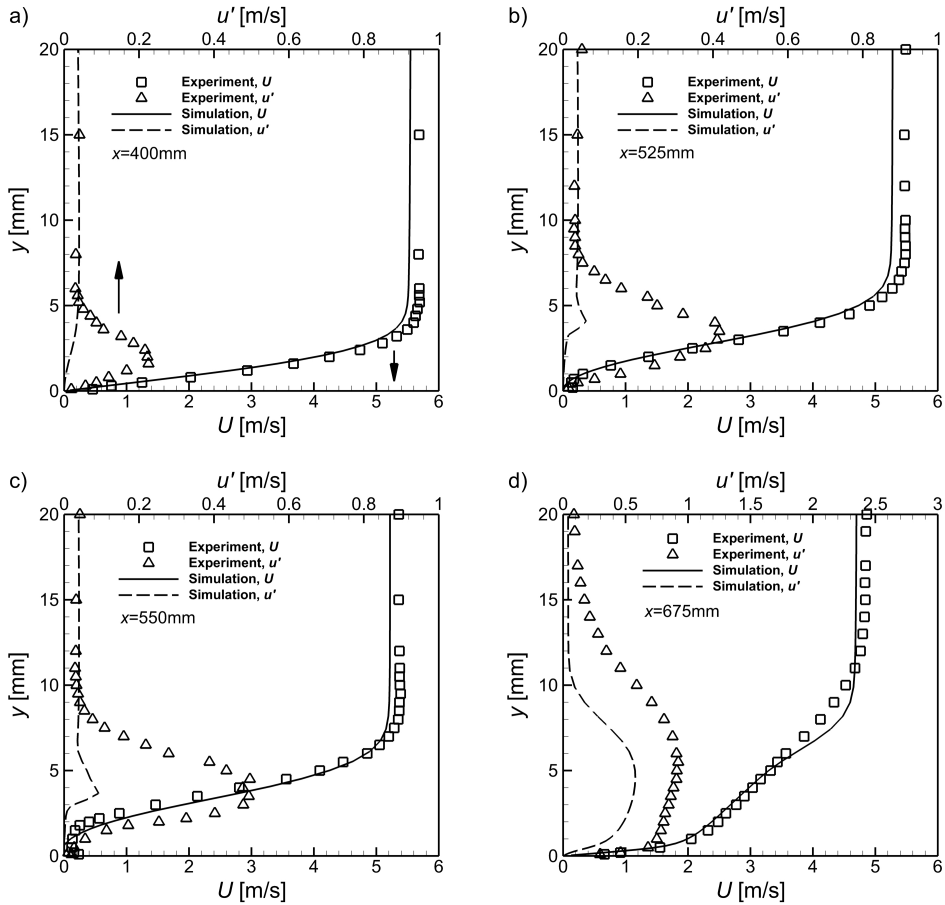 a)
u' [m/s]
0 0.2 0.4 0.6 0.8 1
20
15
10
5
0
y [mm]
Experiment, U
Experiment, u'
Simulation, U
Simulation, u'
x=400mm
0 1 2 3 4 5 6
U [m/s]
b)
u' [m/s]
0 0.2 0.4 0.6 0.8 1
20
15
10
5
0
y [mm]
Experiment, U
Experiment, u'
Simulation, U
Simulation, u'
x=525mm
0 1 2 3 4 5 6
U [m/s]
c)
u' [m/s]
0 0.2 0.4 0.6 0.8 1
20
15
10
5
0
y [mm]
Experiment, U
Experiment, u'
Simulation, U
Simulation, u'
x=550mm
0 1 2 3 4 5 6
U [m/s]
d)
u' [m/s]
0 0.5 1 1.5 2 2.5 3
20
15
10
5
0
y [mm]
Experiment, U
Experiment, u'
Simulation, U
Simulation, u'
x=675mm
0 1 2 3 4 5 6
U [m/s]